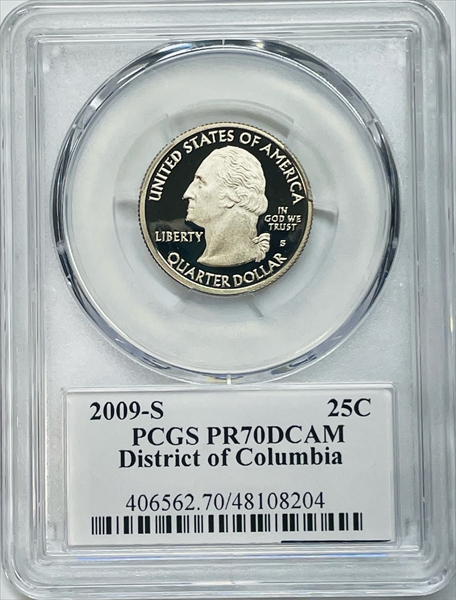 UNITED STATES OF AMERICA
IN
GOD WE
TRUST
LIBERTY
S
QUARTER DOLLAR
2009-S 25C
PCGS PR70DCAM
District of Columbia
406562.70/48108204